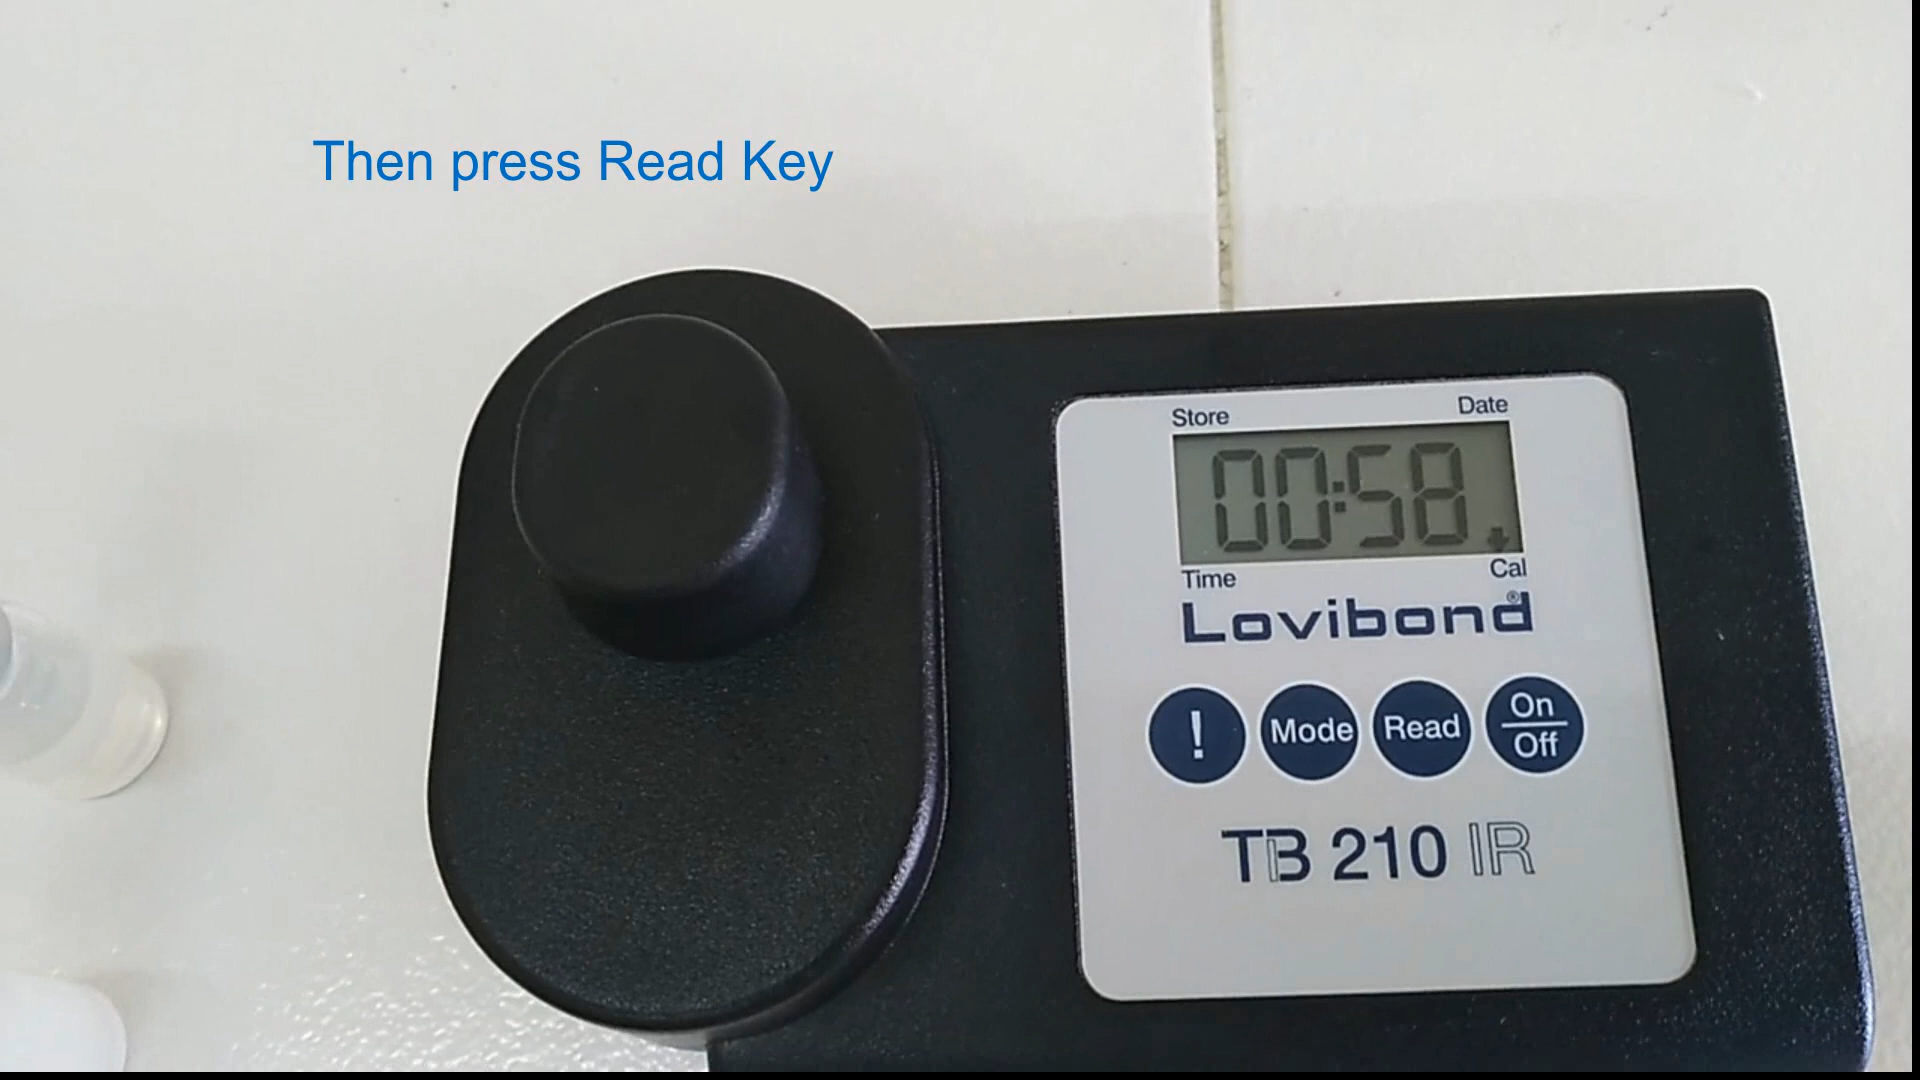 Then press Read Key
Store Date
00:58
Time Cal
Lovibond®
! Mode Read On/Off
TB 210 IR